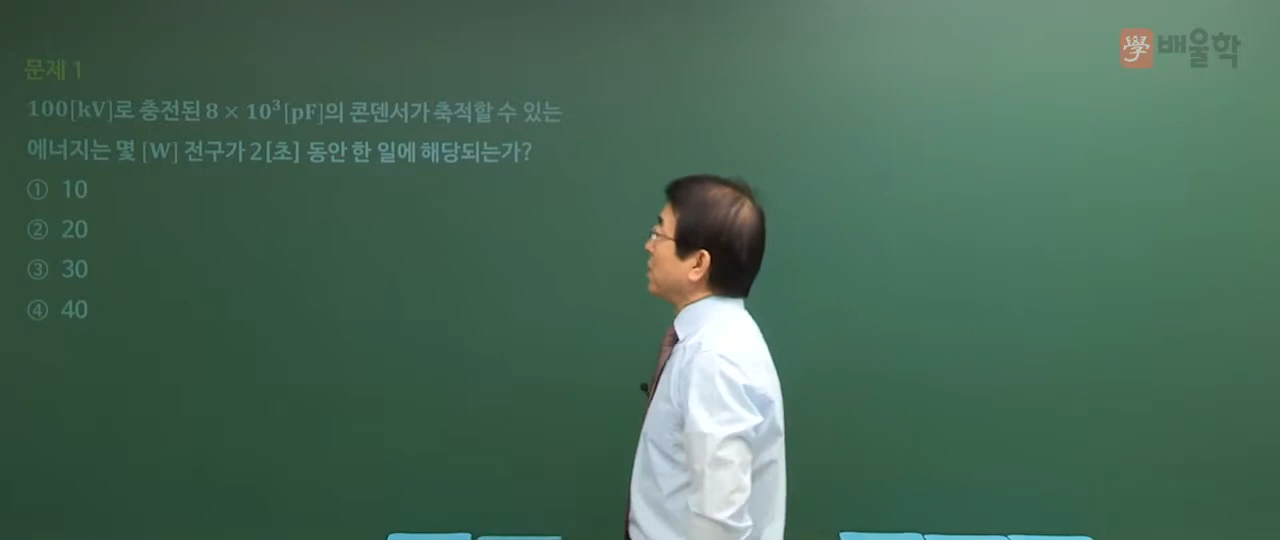 學 배울학
문제 1
100[kV]로 충전된 8 × 10³[pF]의 콘덴서가 축적할 수 있는
에너지는 몇 [W] 전구가 2[초] 동안 한 일에 해당되는가?
① 10
② 20
③ 30
④ 40